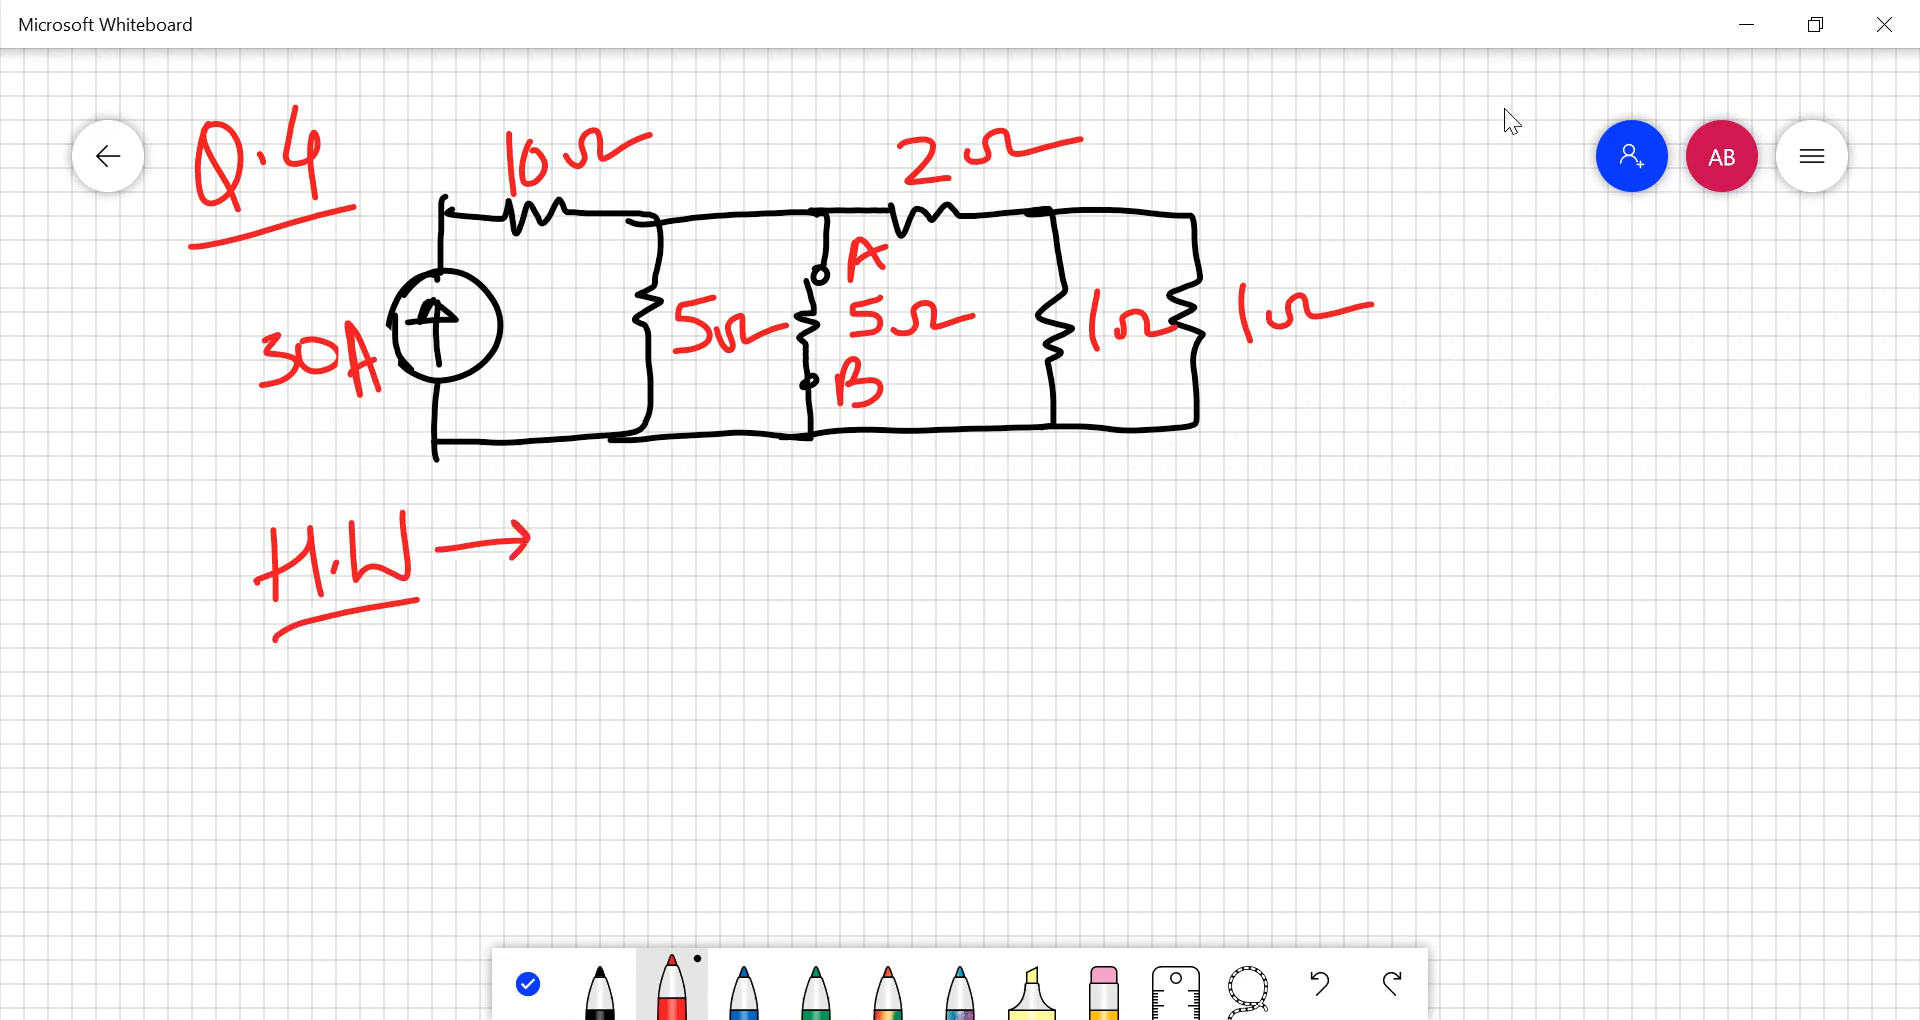 Microsoft Whiteboard
Q.4
10Ω
2Ω
AB
A
30A
5Ω
5Ω
1Ω
1Ω
B
H.W →